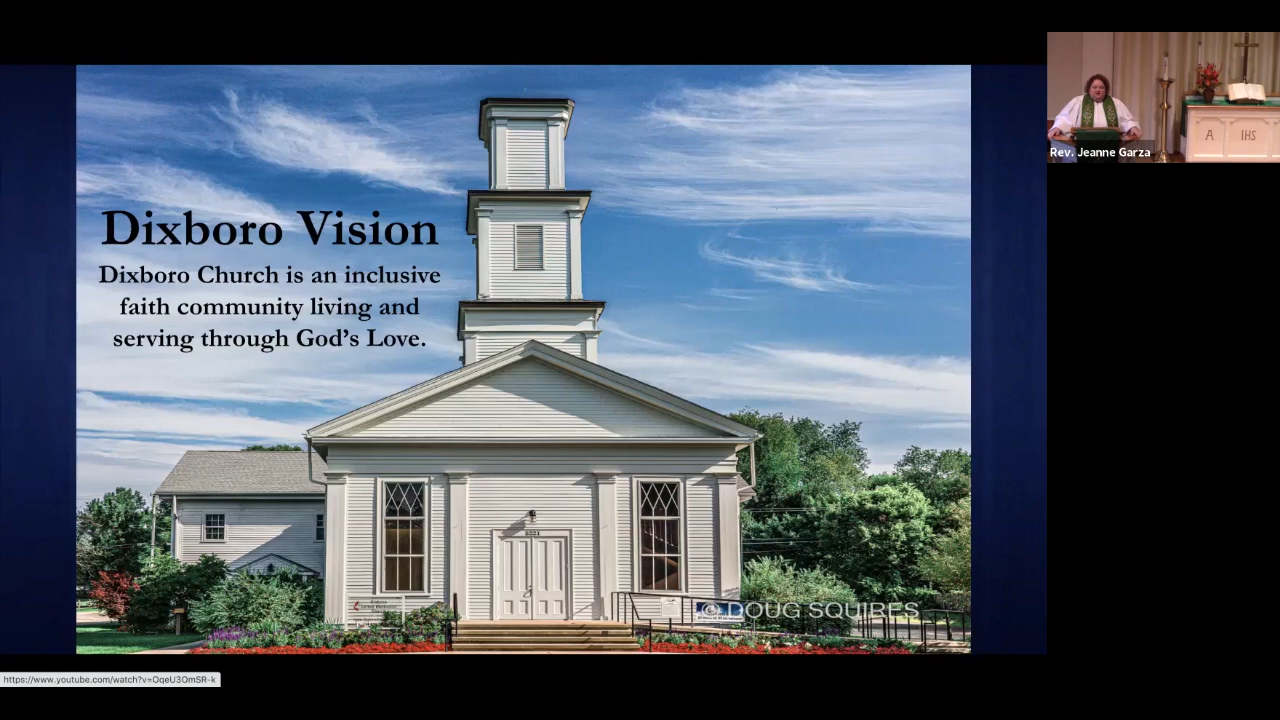 Dixboro Vision
Dixboro Church is an inclusive
faith community living and
serving through God's Love.
5221
© DOUG SQUIRES
Rev. Jeanne Garza
A
IHS
https://www.youtube.com/watch?v=OqeU3OmSR-k